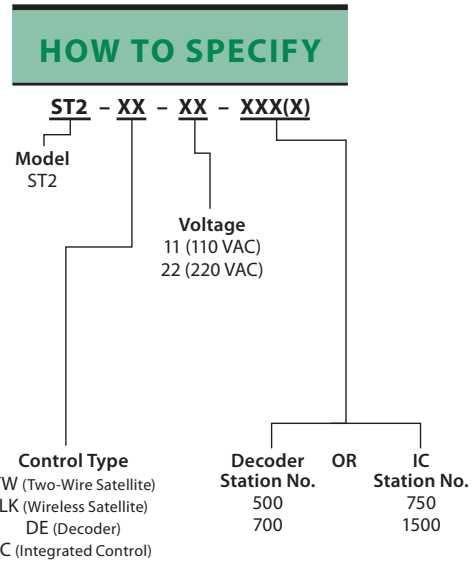 HOW TO SPECIFY
ST2 – XX – XX – XXX(X)
Model
ST2
Voltage
11 (110 VAC)
22 (220 VAC)
Control Type
W (Two-Wire Satellite)
LK (Wireless Satellite)
DE (Decoder)
C (Integrated Control)
Decoder
Station No.
500
700
OR
IC
Station No.
750
1500